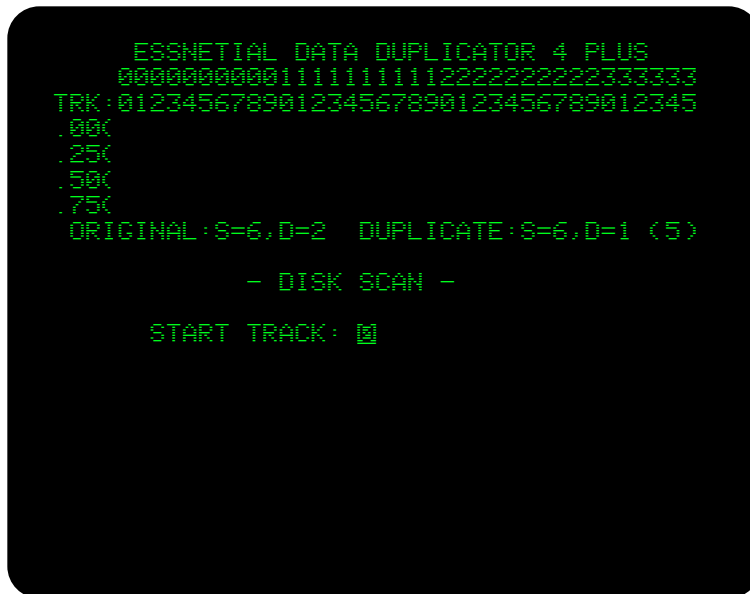 ESSNETIAL DATA DUPLICATOR 4 PLUS
000000000011111111112222222222333333
TRK:012345678901234567890123456789012345
.00(
.25(
.50(
.75(
ORIGINAL:S=6,D=2 DUPLICATE:S=6,D=1 (5)
- DISK SCAN -
START TRACK: